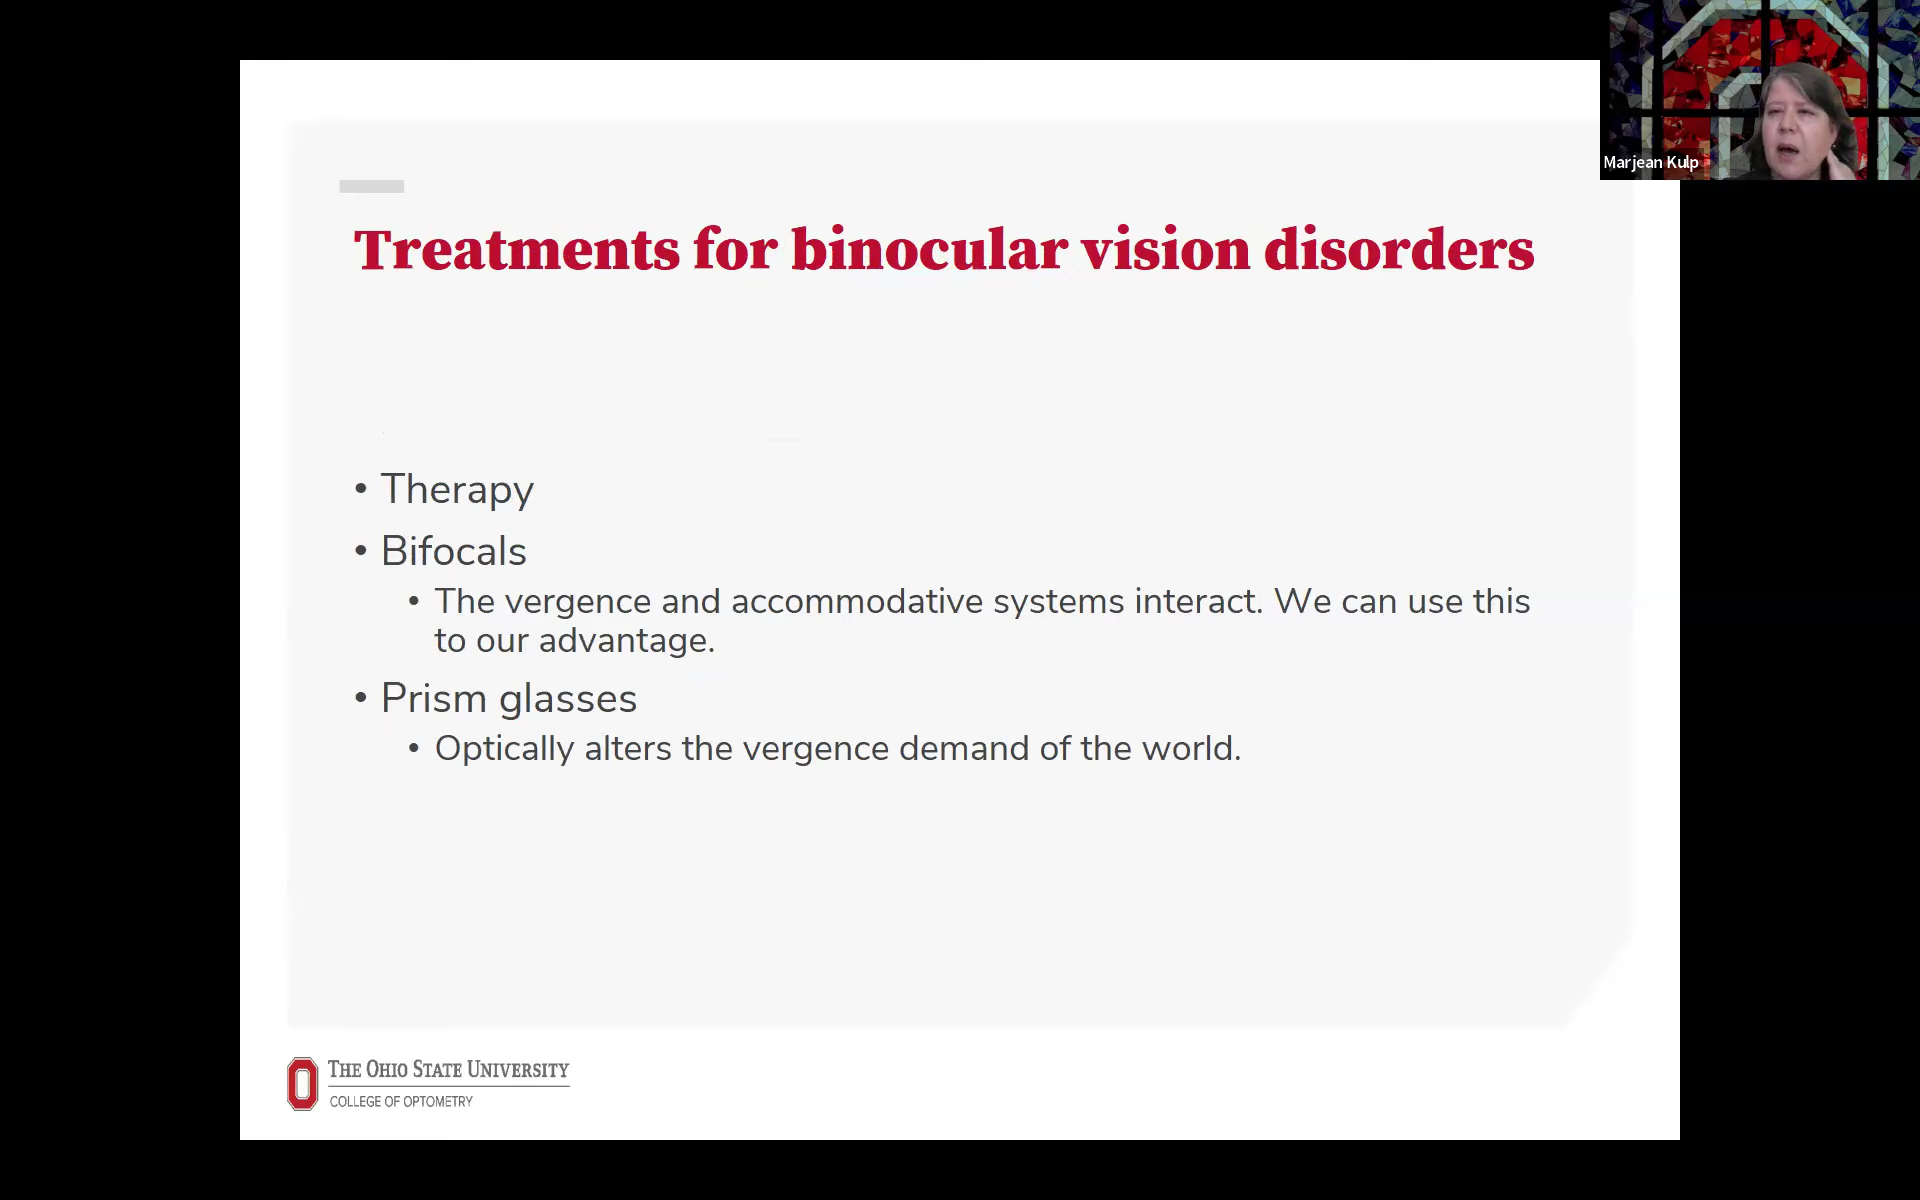 Marjean Kulp
Treatments for binocular vision disorders
• Therapy
• Bifocals
• The vergence and accommodative systems interact. We can use this
to our advantage.
• Prism glasses
• Optically alters the vergence demand of the world.
THE OHIO STATE UNIVERSITY
COLLEGE OF OPTOMETRY